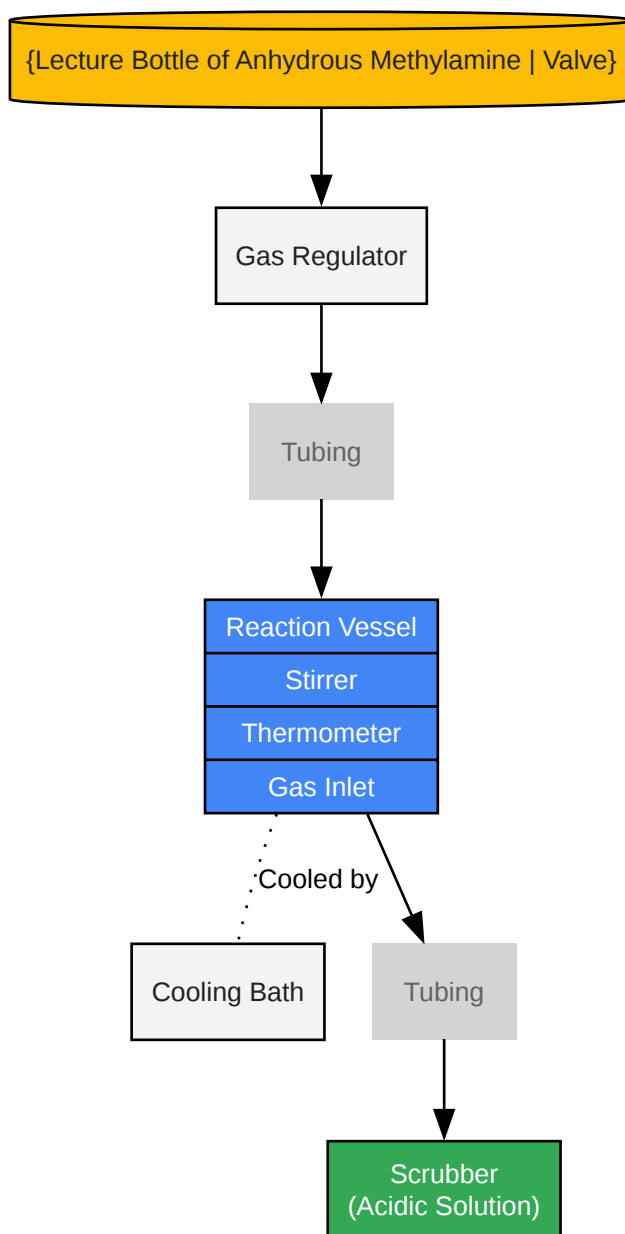 {Lecture Bottle of Anhydrous Methylamine | Valve}
Gas Regulator
Tubing
Reaction Vessel
Stirrer
Thermometer
Gas Inlet
Cooled by
Cooling Bath
Tubing
Scrubber
(Acidic Solution)